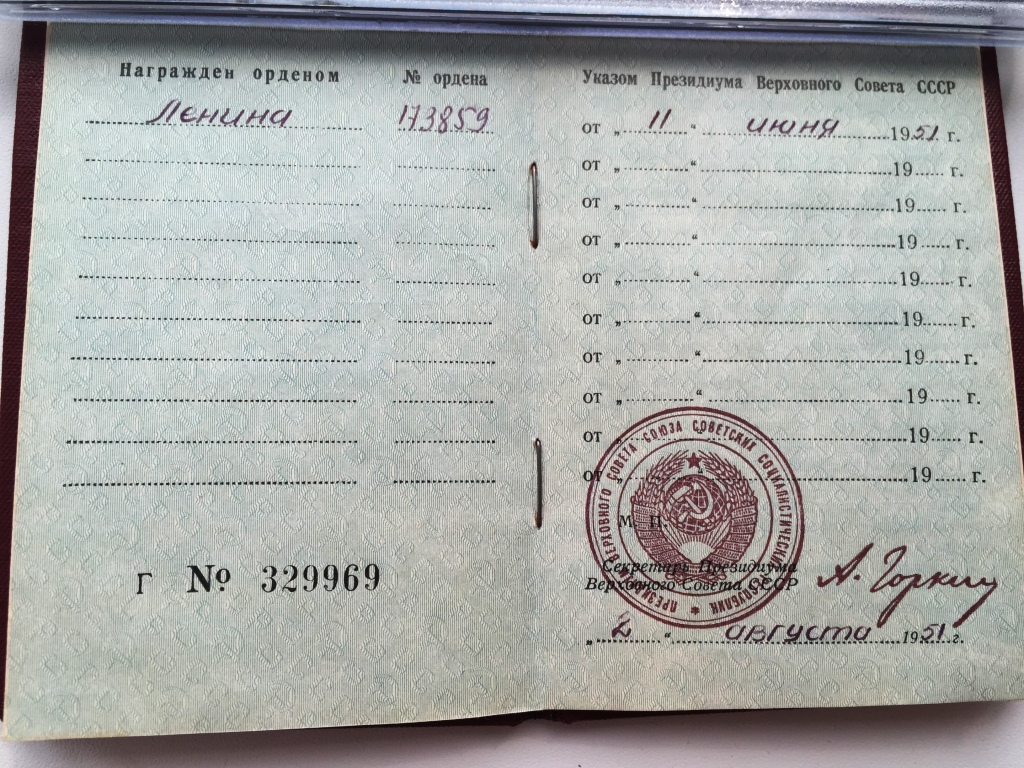 Награжден орденом № ордена
Ленина 173859
Г № 329969
Указом Президиума Верховного Совета СССР
от „ 11 “ июня 1951 г.
от „ “ 19 г.
от „ “ 19 г.
от „ “ 19 г.
от „ “ 19 г.
от „ “ 19 г.
от „ “ 19 г.
от „ “ 19 г.
от „ “ 19 г.
от „ “ 19 г.
ПРЕЗИДИУМ ВЕРХОВНОГО СОВЕТА СОЮЗА СОВЕТСКИХ СОЦИАЛИСТИЧЕСКИХ РЕСПУБЛИК
М. П.
Секретарь Президиума
Верховного Совета СССР А. Горкин
„ 2 “ августа 1951 г.